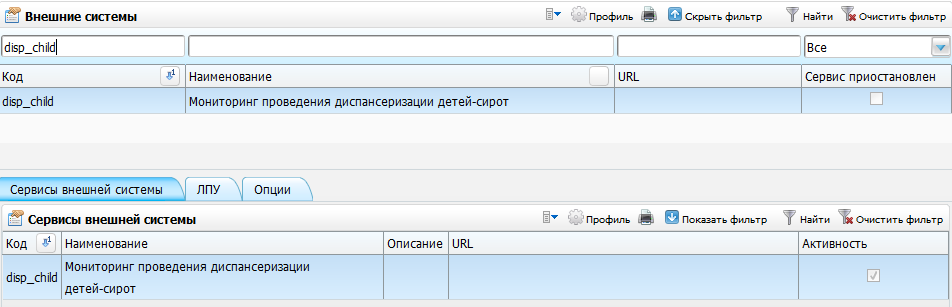 Внешние системы Профиль Скрыть фильтр Найти Очистить фильтр
disp_child Все
Код 1 Наименование URL Сервис приостановлен
disp_child Мониторинг проведения диспансеризации детей-сирот
Сервисы внешней системы ЛПУ Опции
Сервисы внешней системы Профиль Показать фильтр Найти Очистить фильтр
Код 1 Наименование Описание URL Активность
disp_child Мониторинг проведения диспансеризации
детей-сирот